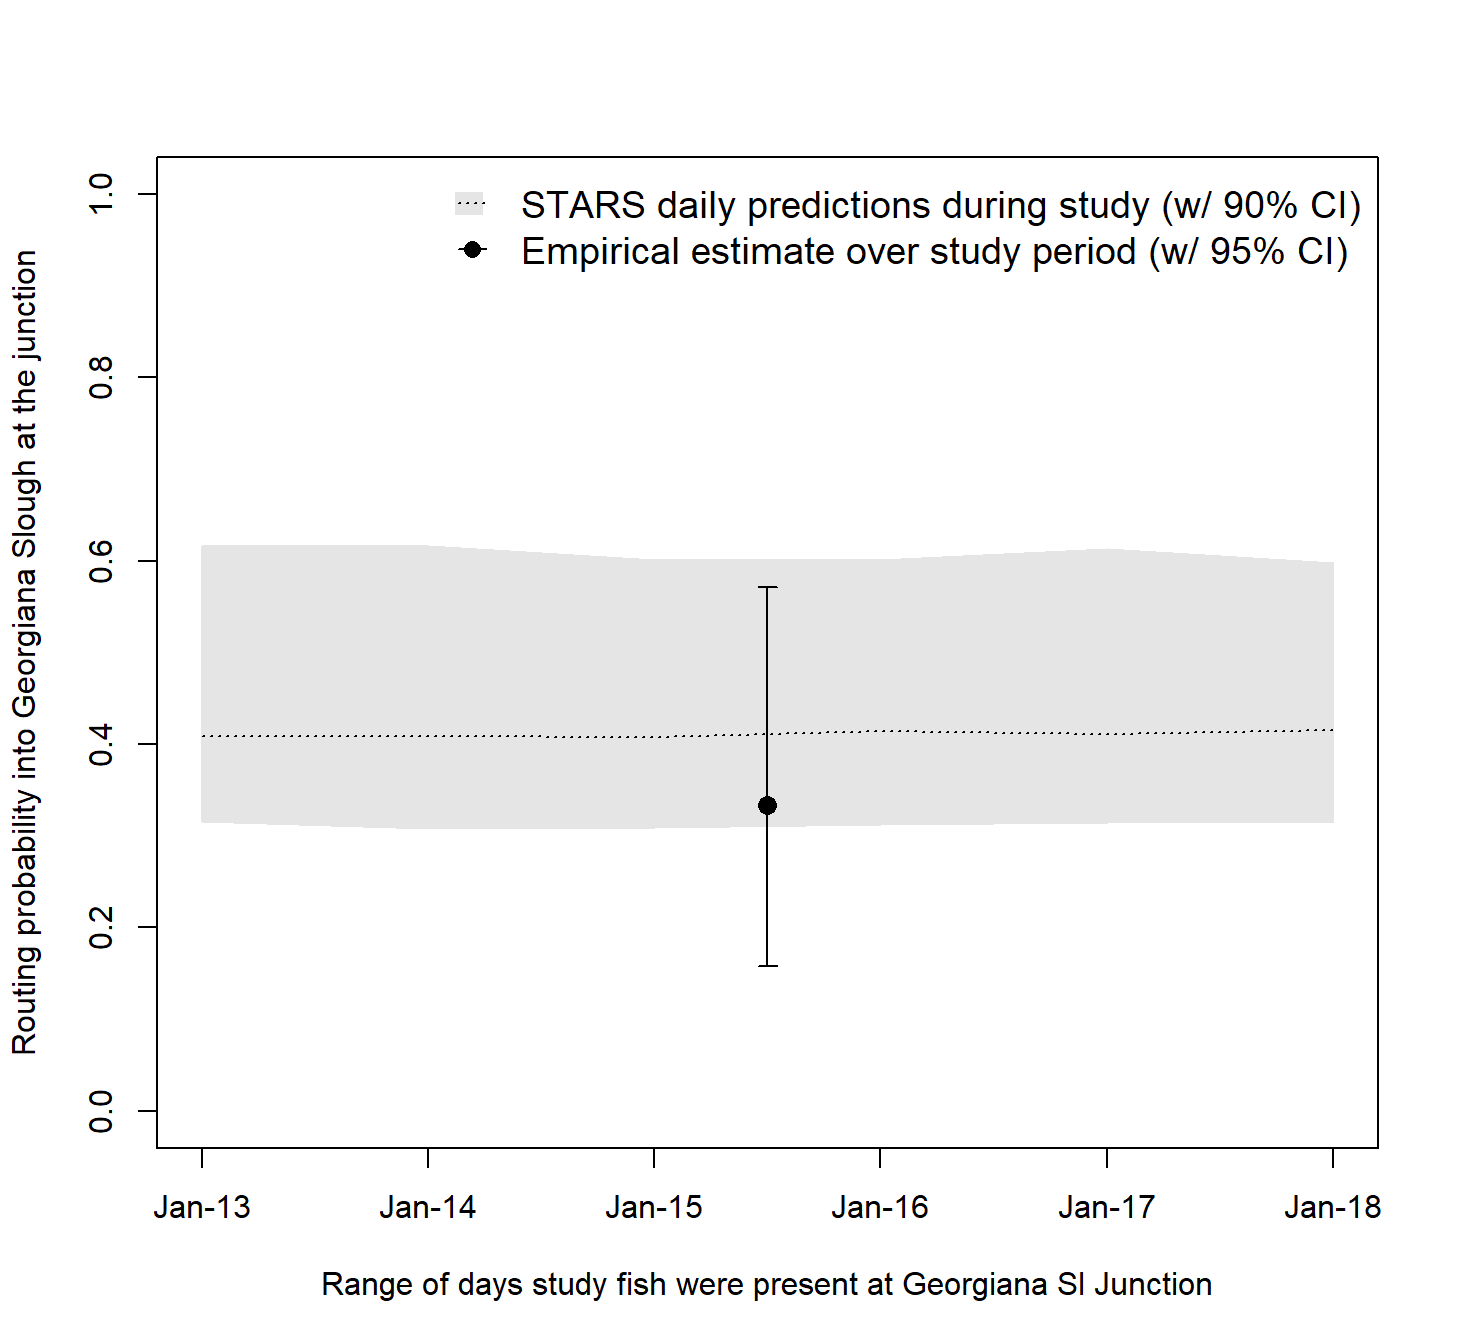 STARS daily predictions during study (w/ 90% CI)
Empirical estimate over study period (w/ 95% CI)
Routing probability into Georgiana Slough at the junction
1.0
0.8
0.6
0.4
0.2
0.0
Jan-13 Jan-14 Jan-15 Jan-16 Jan-17 Jan-18
Range of days study fish were present at Georgiana Sl Junction